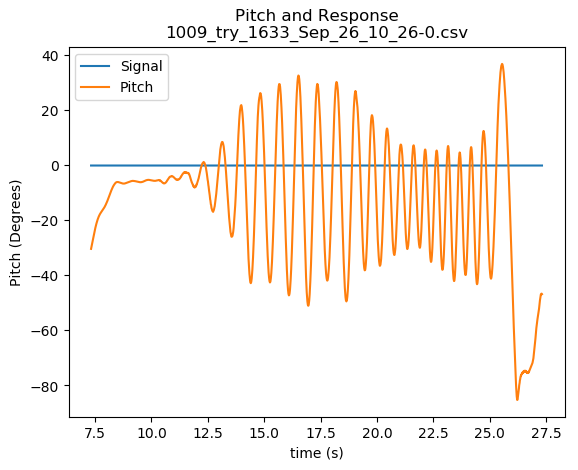 Pitch and Response
1009_try_1633_Sep_26_10_26-0.csv
Signal
Pitch
Pitch (Degrees)
40
20
0
−20
−40
−60
−80
7.5 10.0 12.5 15.0 17.5 20.0 22.5 25.0 27.5
time (s)